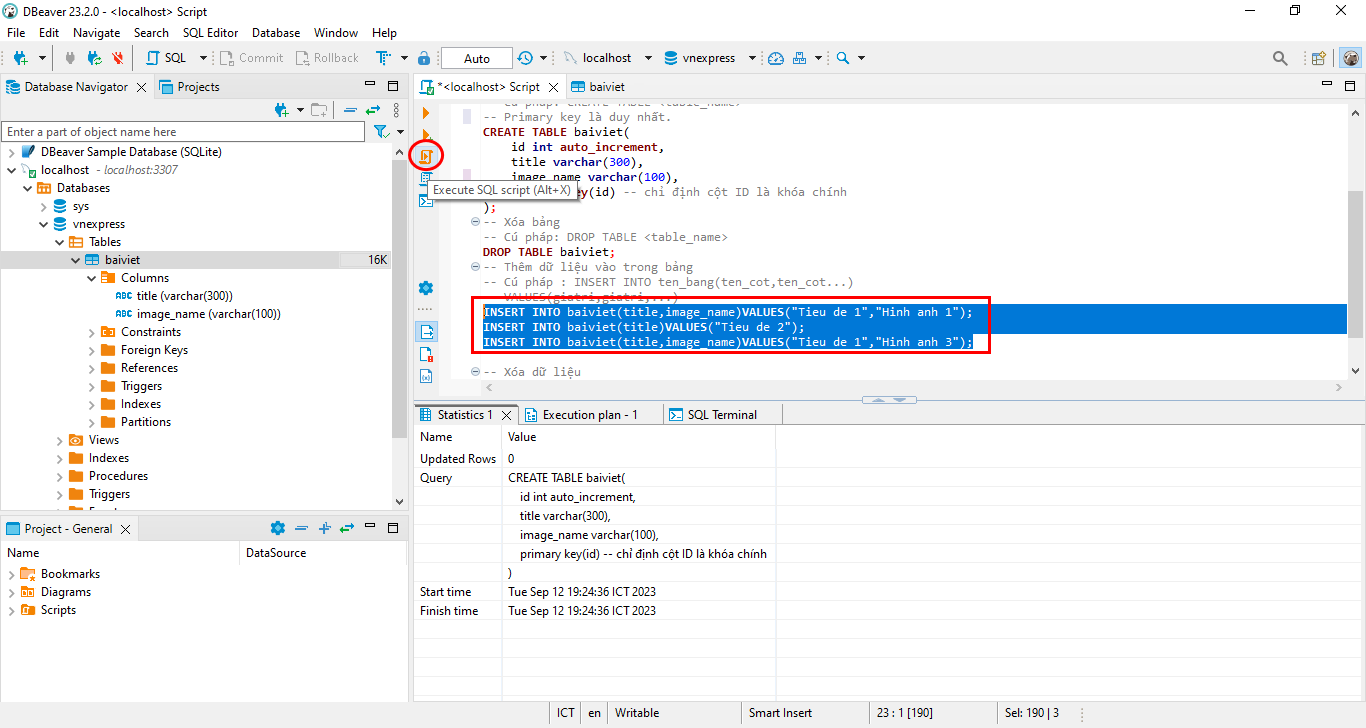 DBeaver 23.2.0 - <localhost> Script
File Edit Navigate Search SQL Editor Database Window Help
SQL Commit Rollback Auto localhost vnexpress
Database Navigator Projects
Enter a part of object name here
DBeaver Sample Database (SQLite)
localhost - localhost:3307
Databases
sys
vnexpress
Tables
baiviet 16K
Columns
ABC title (varchar(300))
ABC image_name (varchar(100))
Constraints
Foreign Keys
References
Triggers
Indexes
Partitions
Views
Indexes
Procedures
Triggers
Project - General
Name DataSource
Bookmarks
Diagrams
Scripts
*<localhost> Script baiviet
-- Cú pháp: CREATE TABLE <table_name>
-- Primary key là duy nhất.
CREATE TABLE baiviet(
id int auto_increment,
title varchar(300),
image_name varchar(100),
(id) -- chỉ định cột ID là khóa chính
Execute SQL script (Alt+X)
);
-- Xóa bảng
-- Cú pháp: DROP TABLE <table_name>
DROP TABLE baiviet;
-- Thêm dữ liệu vào trong bảng
-- Cú pháp : INSERT INTO ten_bang(ten_cot,ten_cot...)
-- VALUES(giatri,giatri,...)
INSERT INTO baiviet(title,image_name)VALUES("Tieu de 1","Hinh anh 1");
INSERT INTO baiviet(title)VALUES("Tieu de 2");
INSERT INTO baiviet(title,image_name)VALUES("Tieu de 1","Hinh anh 3");
-- Xóa dữ liệu
Statistics 1 Execution plan - 1 SQL Terminal
Name Value
Updated Rows 0
Query CREATE TABLE baiviet(
id int auto_increment,
title varchar(300),
image_name varchar(100),
primary key(id) -- chỉ định cột ID là khóa chính
)
Start time Tue Sep 12 19:24:36 ICT 2023
Finish time Tue Sep 12 19:24:36 ICT 2023
ICT en Writable Smart Insert 23 : 1 [190] Sel: 190 | 3